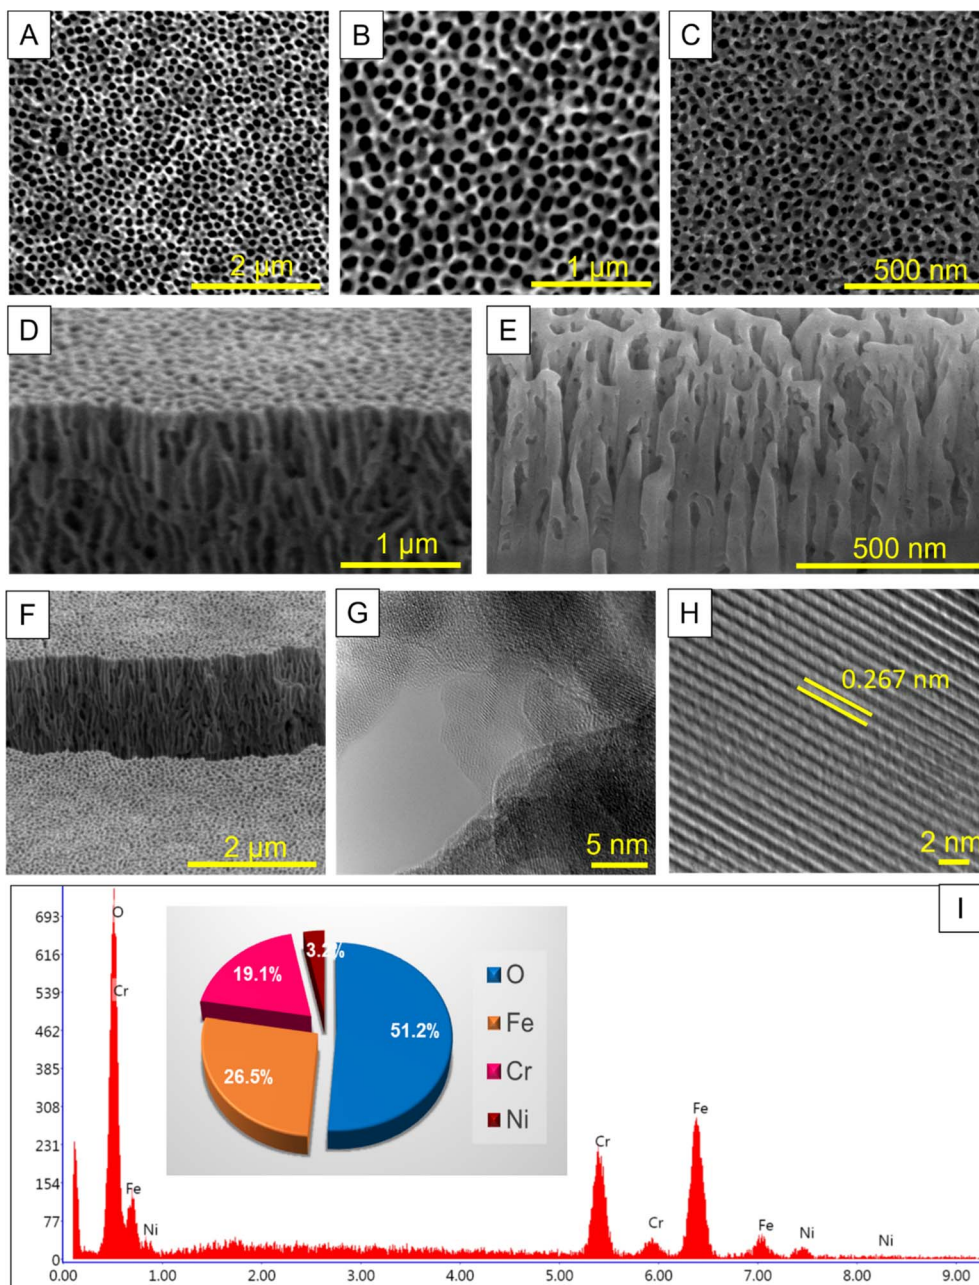 A
2 µm
B
1 µm
C
500 nm
D
1 µm
E
500 nm
F
2 µm
G
5 nm
H
0.267 nm
2 nm
I
693
616
539
462
385
308
231
154
77
0
O
Cr
Fe
Ni
Cr
Cr
Fe
Fe
Ni
Ni
3.2%
19.1%
51.2%
26.5%
O
Fe
Cr
Ni
0.00 1.00 2.00 3.00 4.00 5.00 6.00 7.00 8.00 9.00